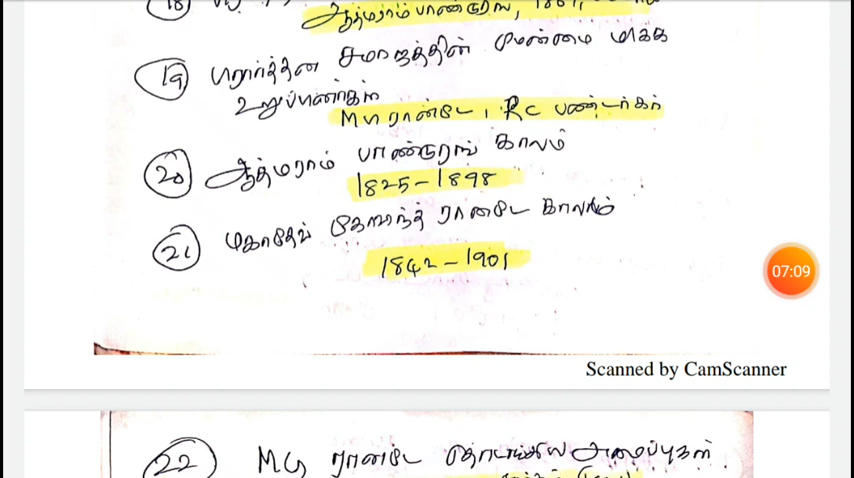 ஆத்மராம் பாண்டுரங், 1867,
19 பிரார்த்தன சமாஜத்தின் மேன்மை மிக்க
உறுப்பினர்கள்
MG ரானடே, RC பண்டர்கர்
20 ஆத்மராம் பாண்டுரங் காலம்
1825-1898
21 மகாதேவ் கோவிந்த் ரானடே காலம்
1842-1901
07:09
Scanned by CamScanner
22 MG ரானடே தொடங்கிய அமைப்புகள்